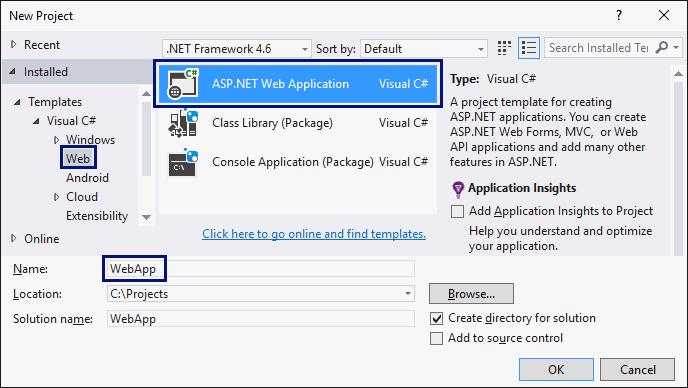 New Project
Recent
.NET Framework 4.6
Sort by:
Default
Search Installed Te
Installed
Templates
Visual C#
Windows
Web
Android
Cloud
Extensibility
Online
C#
ASP.NET Web Application
Visual C#
Class Library (Package)
Visual C#
C:\
Console Application (Package)
Visual C#
Click here to go online and find templates.
Type: Visual C#
A project template for creating
ASP.NET applications. You can create
ASP.NET Web Forms, MVC, or Web
API applications and add many other
features in ASP.NET.
Application Insights
Add Application Insights to Project
Help you understand and optimize
your application.
Name:
WebApp
Location:
C:\Projects
Browse...
Solution name:
WebApp
Create directory for solution
Add to source control
OK
Cancel